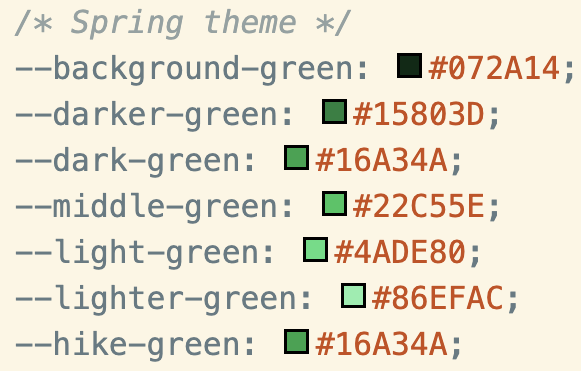 /* Spring theme */
--background-green: #072A14;
--darker-green: #15803D;
--dark-green: #16A34A;
--middle-green: #22C55E;
--light-green: #4ADE80;
--lighter-green: #86EFAC;
--hike-green: #16A34A;